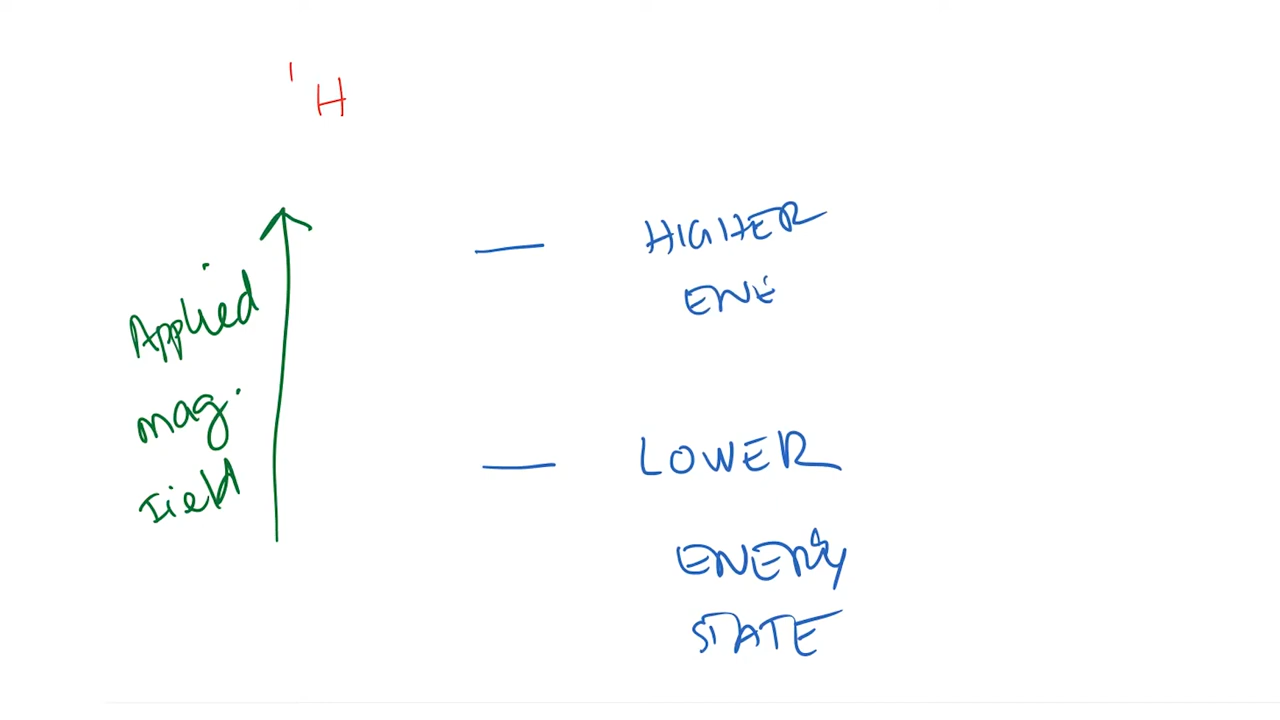 ¹H
Applied
mag.
field
HIGHER
ENE
LOWER
ENERGY
STATE